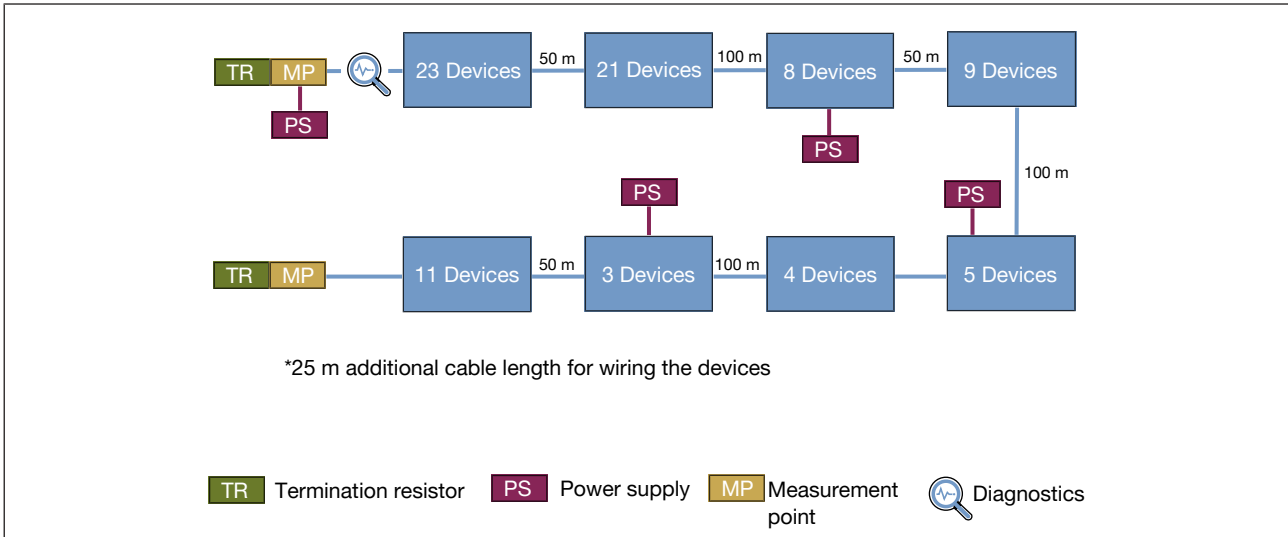 50 m
100 m
50 m
TR MP
23 Devices
21 Devices
8 Devices
9 Devices
PS
PS
100 m
PS
PS
TR MP
11 Devices
50 m
3 Devices
100 m
4 Devices
5 Devices
*25 m additional cable length for wiring the devices
TR Termination resistor
PS Power supply
MP Measurement
point
Diagnostics